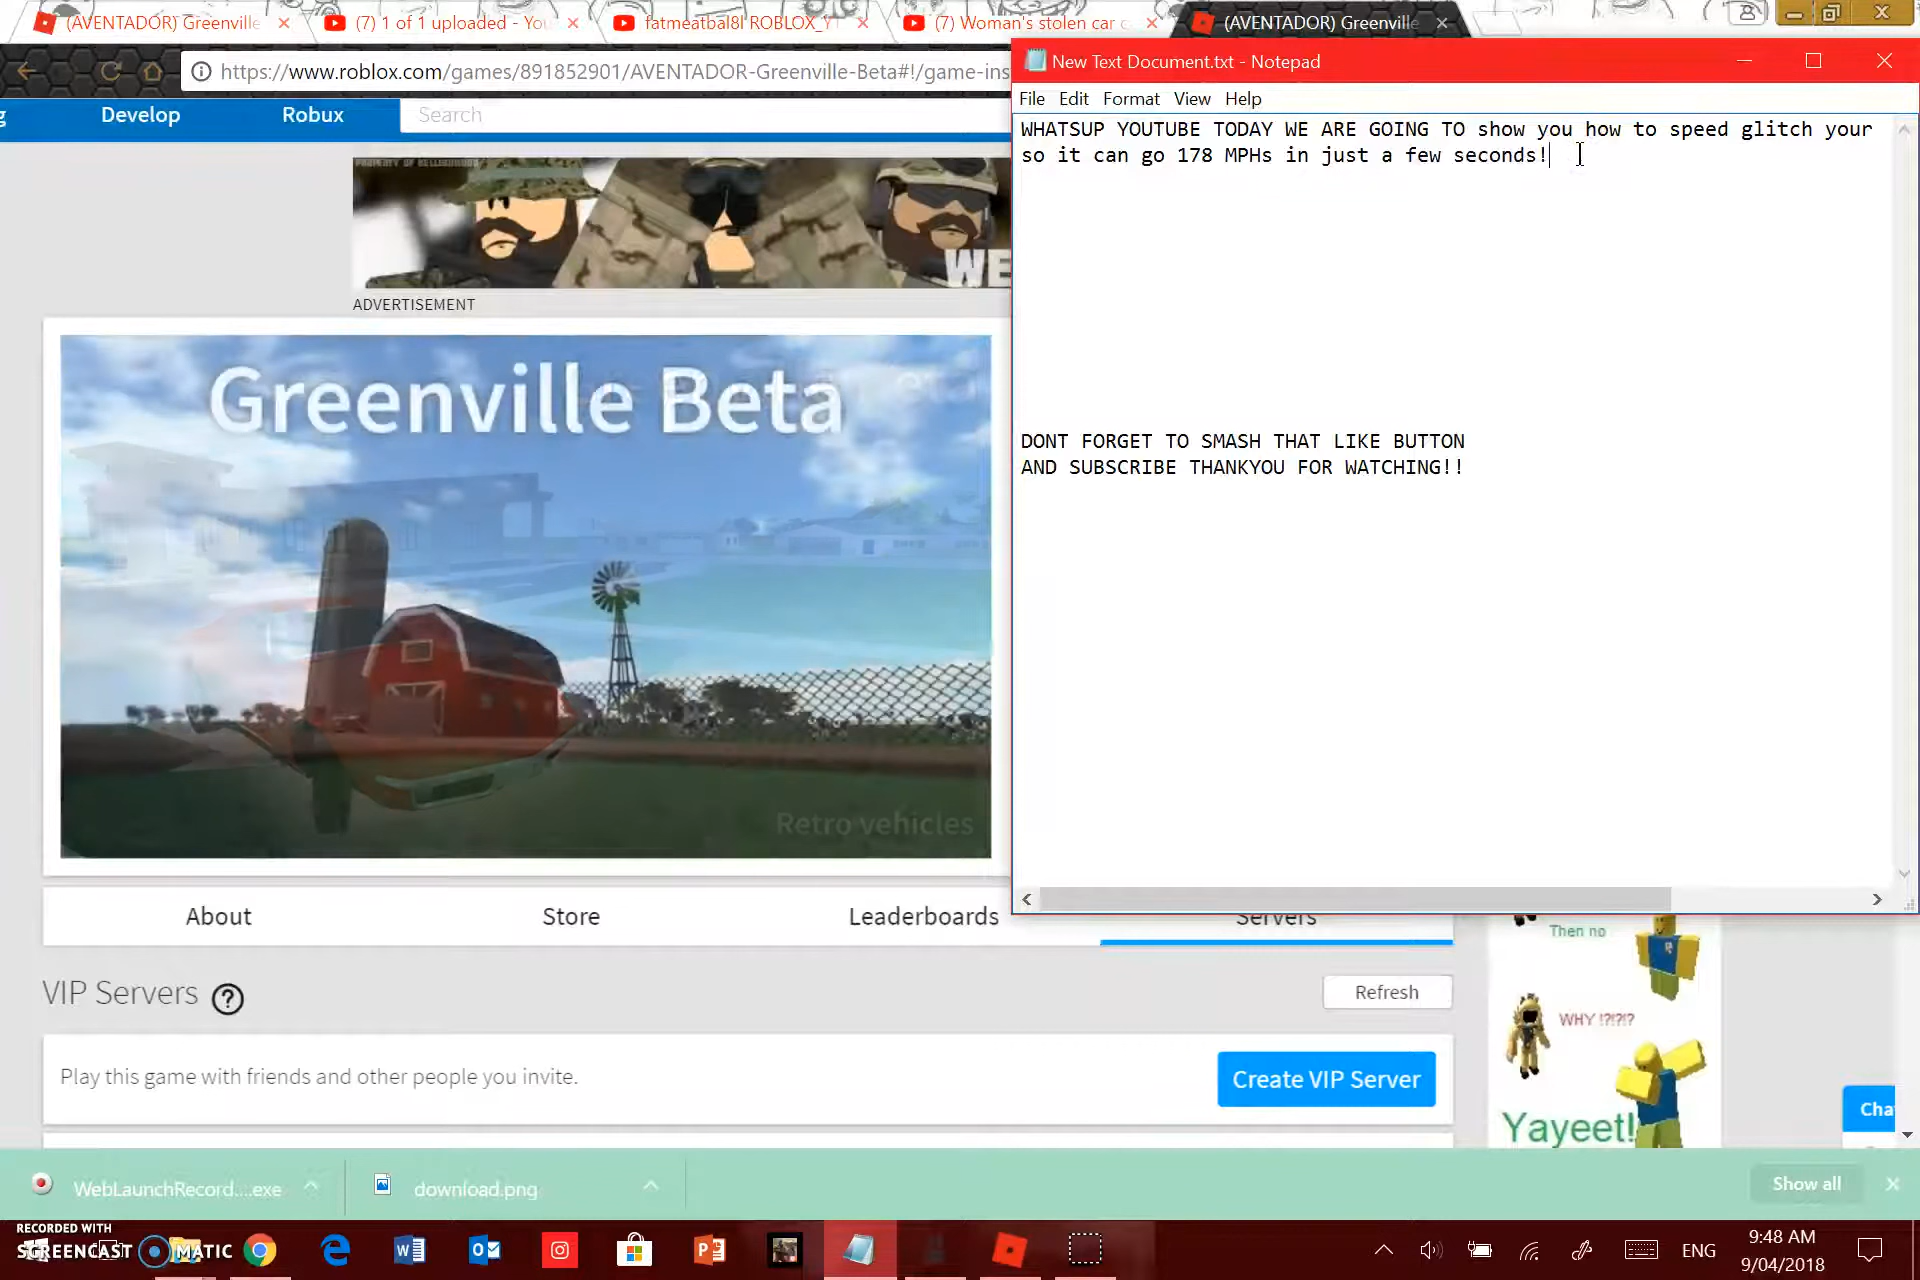 (AVENTADOR) Greenville
(7) 1 of 1 uploaded - You
fatmeatball ROBLOX_Y
(7) Woman's stolen car c
(AVENTADOR) Greenville
https://www.roblox.com/games/891852901/AVENTADOR-Greenville-Beta#!/game-ins
New Text Document.txt - Notepad
File Edit Format View Help
WHATSUP YOUTUBE TODAY WE ARE GOING TO show you how to speed glitch your
so it can go 178 MPHs in just a few seconds!
DONT FORGET TO SMASH THAT LIKE BUTTON
AND SUBSCRIBE THANKYOU FOR WATCHING!!
g
Develop
Robux
Search
WE
ADVERTISEMENT
Greenville Beta
Retro vehicles
About
Store
Leaderboards
Servers
VIP Servers
Refresh
Play this game with friends and other people you invite.
Create VIP Server
Then no
WHY !?!?!?
Yayeet!
Cha
WebLaunchRecord....exe
download.png
Show all
RECORDED WITH
SCREENCAST MATIC
ENG
9:48 AM
9/04/2018